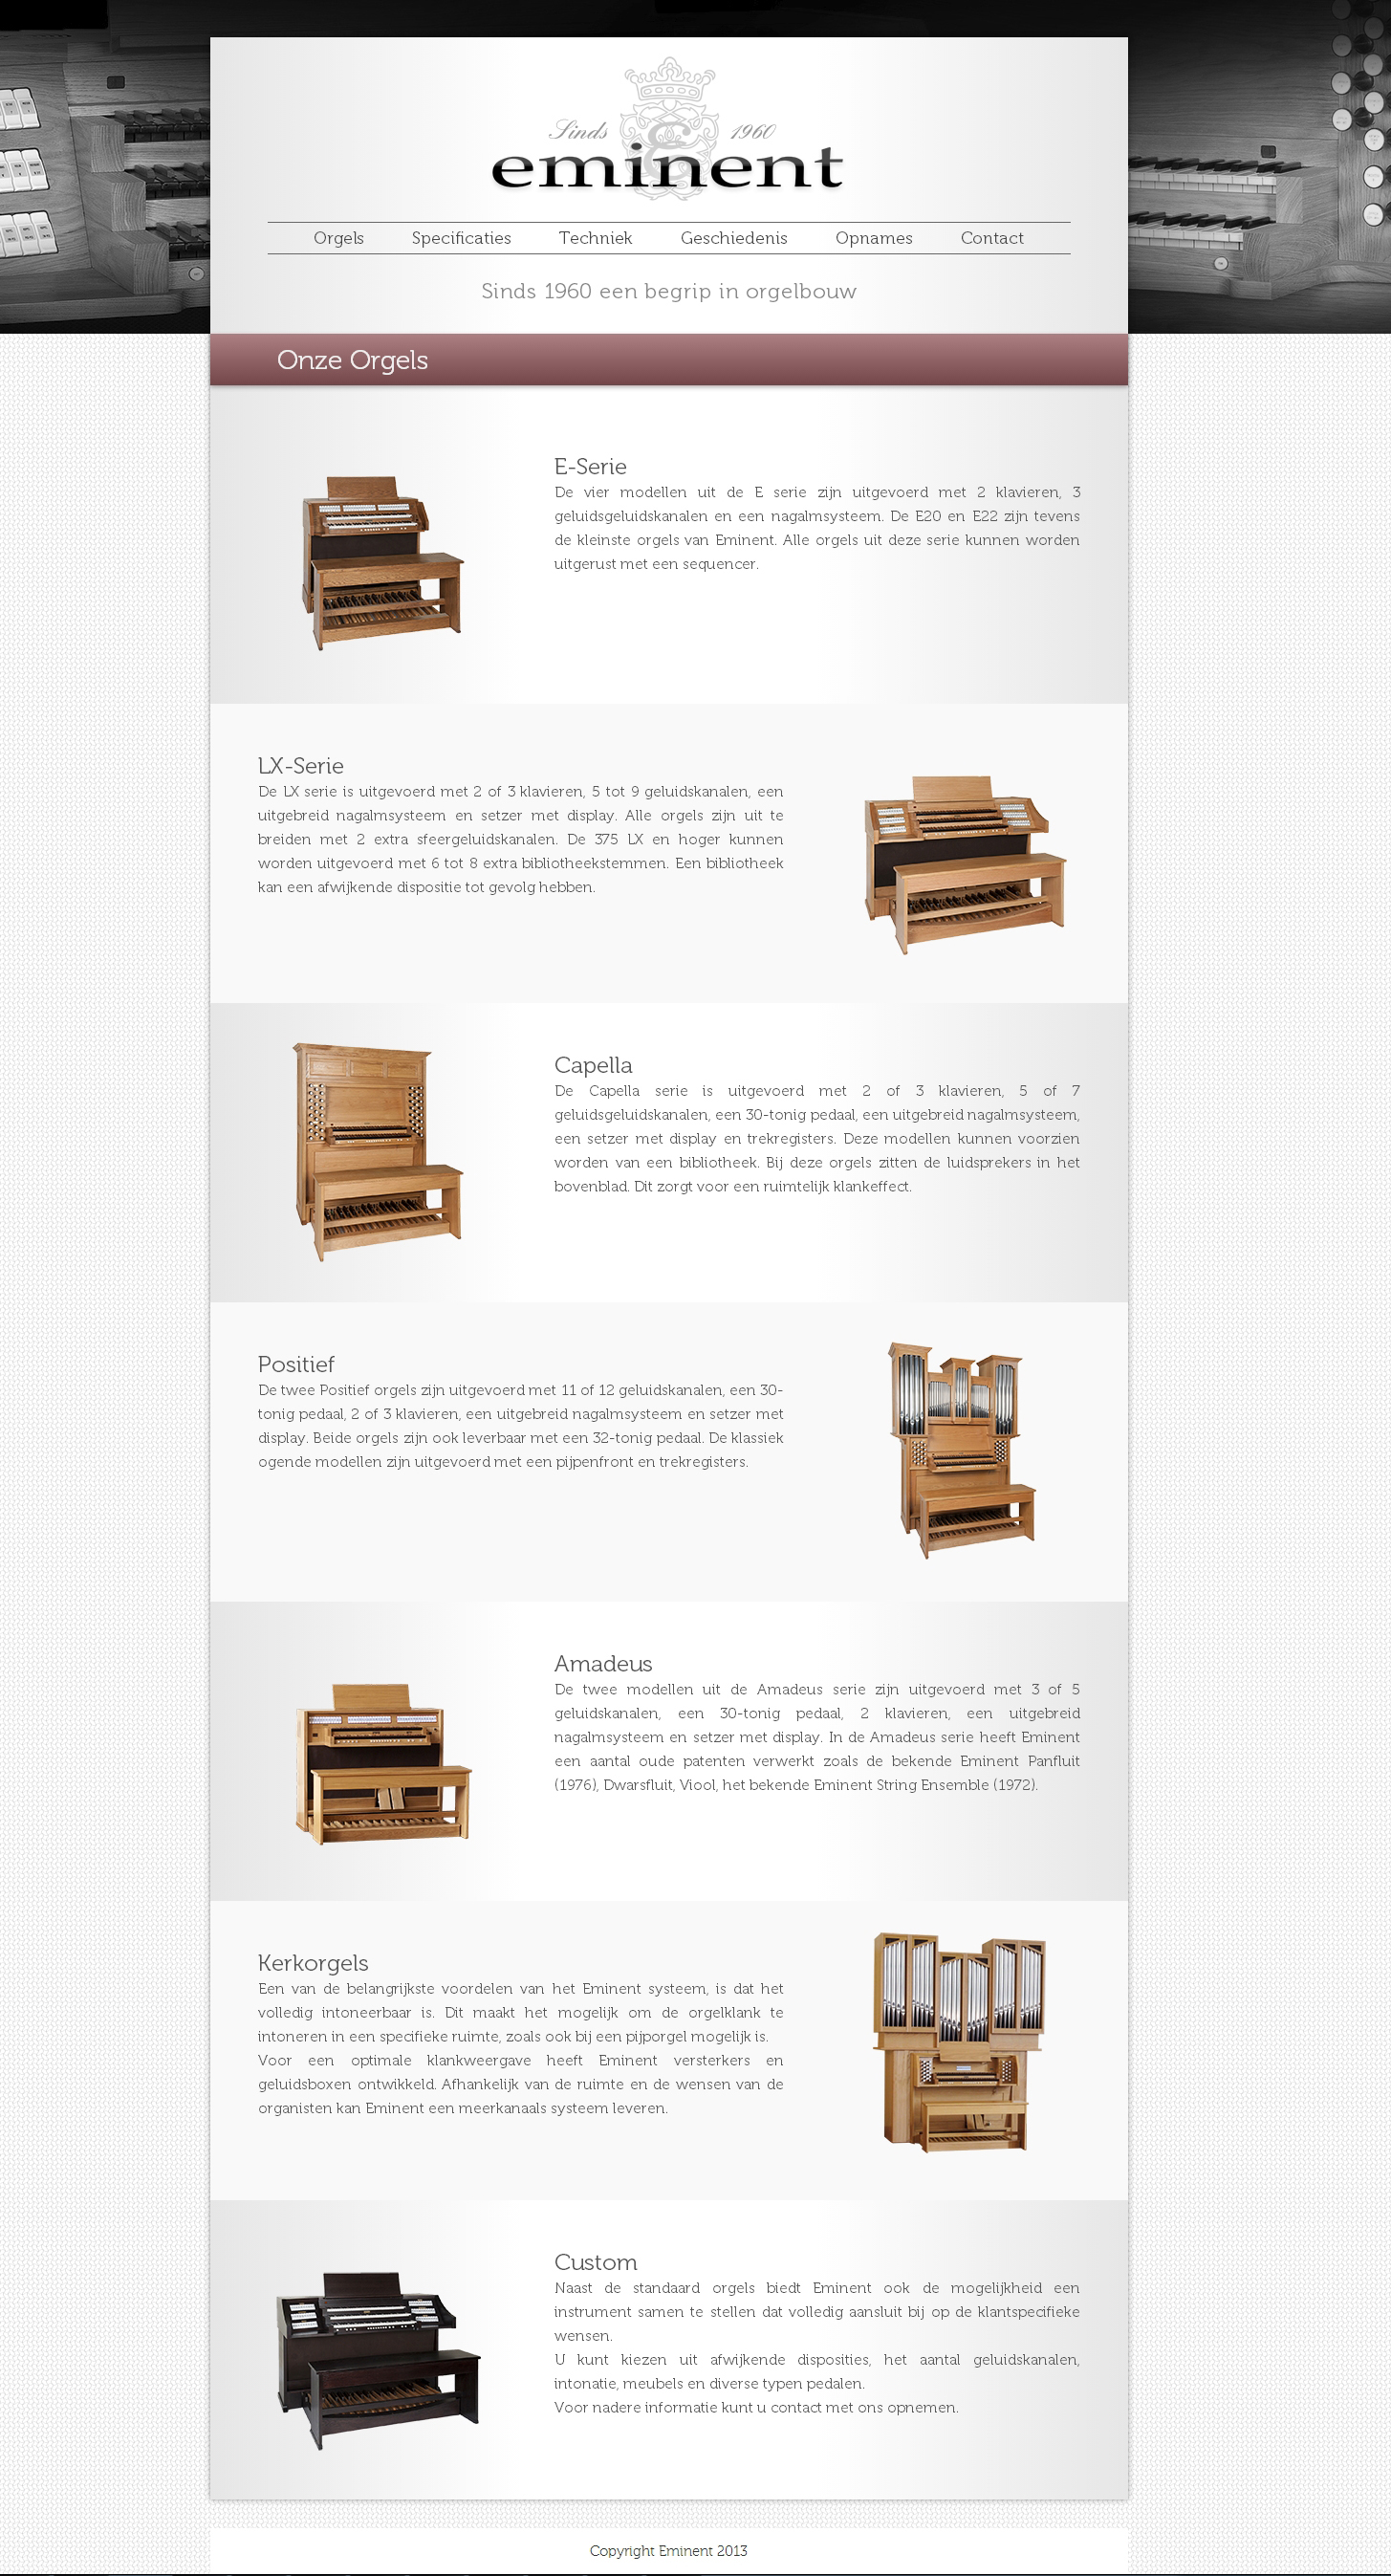 Sinds 1960
eminent
Orgels Specificaties Techniek Geschiedenis Opnames Contact
Sinds 1960 een begrip in orgelbouw
Onze Orgels
E-Serie
De vier modellen uit de E serie zijn uitgevoerd met 2 klavieren, 3
geluidsgeluidskanalen en een nagalmsysteem. De E20 en E22 zijn tevens
de kleinste orgels van Eminent. Alle orgels uit deze serie kunnen worden
uitgerust met een sequencer.
LX-Serie
De LX serie is uitgevoerd met 2 of 3 klavieren, 5 tot 9 geluidskanalen, een
uitgebreid nagalmsysteem en setzer met display. Alle orgels zijn uit te
breiden met 2 extra sfeergeluidskanalen. De 375 LX en hoger kunnen
worden uitgevoerd met 6 tot 8 extra bibliotheekstemmen. Een bibliotheek
kan een afwijkende dispositie tot gevolg hebben.
Capella
De Capella serie is uitgevoerd met 2 of 3 klavieren, 5 of 7
geluidsgeluidskanalen, een 30-tonig pedaal, een uitgebreid nagalmsysteem,
een setzer met display en trekregisters. Deze modellen kunnen voorzien
worden van een bibliotheek. Bij deze orgels zitten de luidsprekers in het
bovenblad. Dit zorgt voor een ruimtelijk klankeffect.
Positief
De twee Positief orgels zijn uitgevoerd met 11 of 12 geluidskanalen, een 30-
tonig pedaal, 2 of 3 klavieren, een uitgebreid nagalmsysteem en setzer met
display. Beide orgels zijn ook leverbaar met een 32-tonig pedaal. De klassiek
ogende modellen zijn uitgevoerd met een pijpenfront en trekregisters.
Amadeus
De twee modellen uit de Amadeus serie zijn uitgevoerd met 3 of 5
geluidskanalen, een 30-tonig pedaal, 2 klavieren, een uitgebreid
nagalmsysteem en setzer met display. In de Amadeus serie heeft Eminent
een aantal oude patenten verwerkt zoals de bekende Eminent Panfluit
(1976), Dwarsfluit, Viool, het bekende Eminent String Ensemble (1972).
Kerkorgels
Een van de belangrijkste voordelen van het Eminent systeem, is dat het
volledig intoneerbaar is. Dit maakt het mogelijk om de orgelklank te
intoneren in een specifieke ruimte, zoals ook bij een pijporgel mogelijk is.
Voor een optimale klankweergave heeft Eminent versterkers en
geluidsboxen ontwikkeld. Afhankelijk van de ruimte en de wensen van de
organisten kan Eminent een meerkanaals systeem leveren.
Custom
Naast de standaard orgels biedt Eminent ook de mogelijkheid een
instrument samen te stellen dat volledig aansluit bij op de klantspecifieke
wensen.
U kunt kiezen uit afwijkende disposities, het aantal geluidskanalen,
intonatie, meubels en diverse typen pedalen.
Voor nadere informatie kunt u contact met ons opnemen.
Copyright Eminent 2013